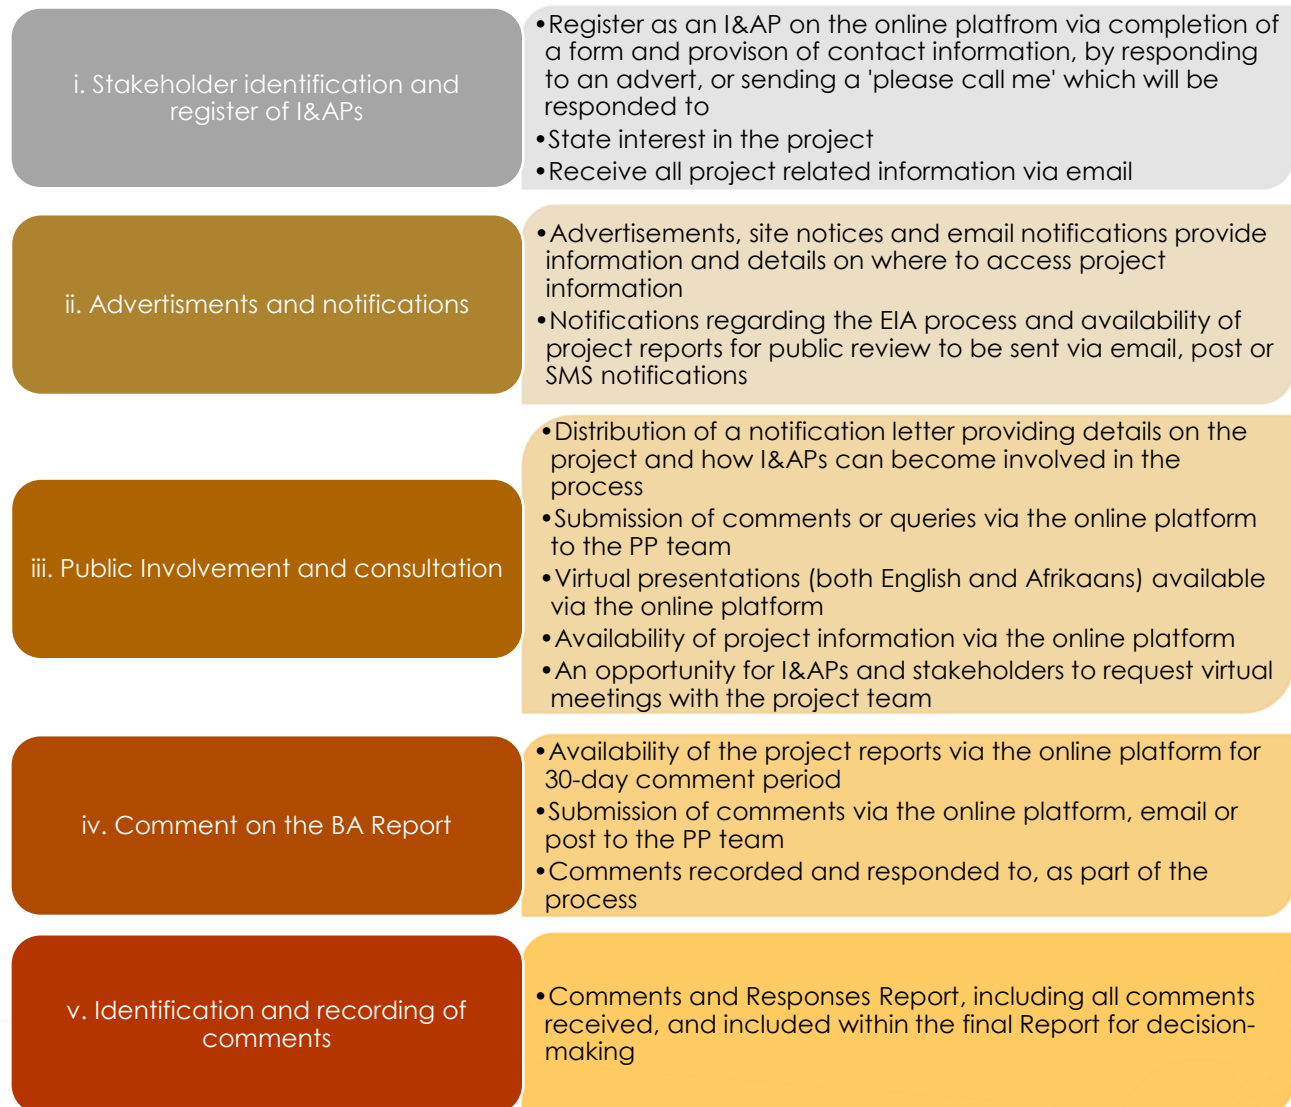 i. Stakeholder identification and
register of I&APs
•Register as an I&AP on the online platfrom via completion of
a form and provison of contact information, by responding
to an advert, or sending a 'please call me' which will be
responded to
•State interest in the project
•Receive all project related information via email
ii. Advertisments and notifications
•Advertisements, site notices and email notifications provide
information and details on where to access project
information
•Notifications regarding the EIA process and availability of
project reports for public review to be sent via email, post or
SMS notifications
iii. Public Involvement and consultation
•Distribution of a notification letter providing details on the
project and how I&APs can become involved in the
process
•Submission of comments or queries via the online platform
to the PP team
•Virtual presentations (both English and Afrikaans) available
via the online platform
•Availability of project information via the online platform
•An opportunity for I&APs and stakeholders to request virtual
meetings with the project team
iv. Comment on the BA Report
•Availability of the project reports via the online platform for
30-day comment period
•Submission of comments via the online platform, email or
post to the PP team
•Comments recorded and responded to, as part of the
process
v. Identification and recording of
comments
•Comments and Responses Report, including all comments
received, and included within the final Report for decision-
making